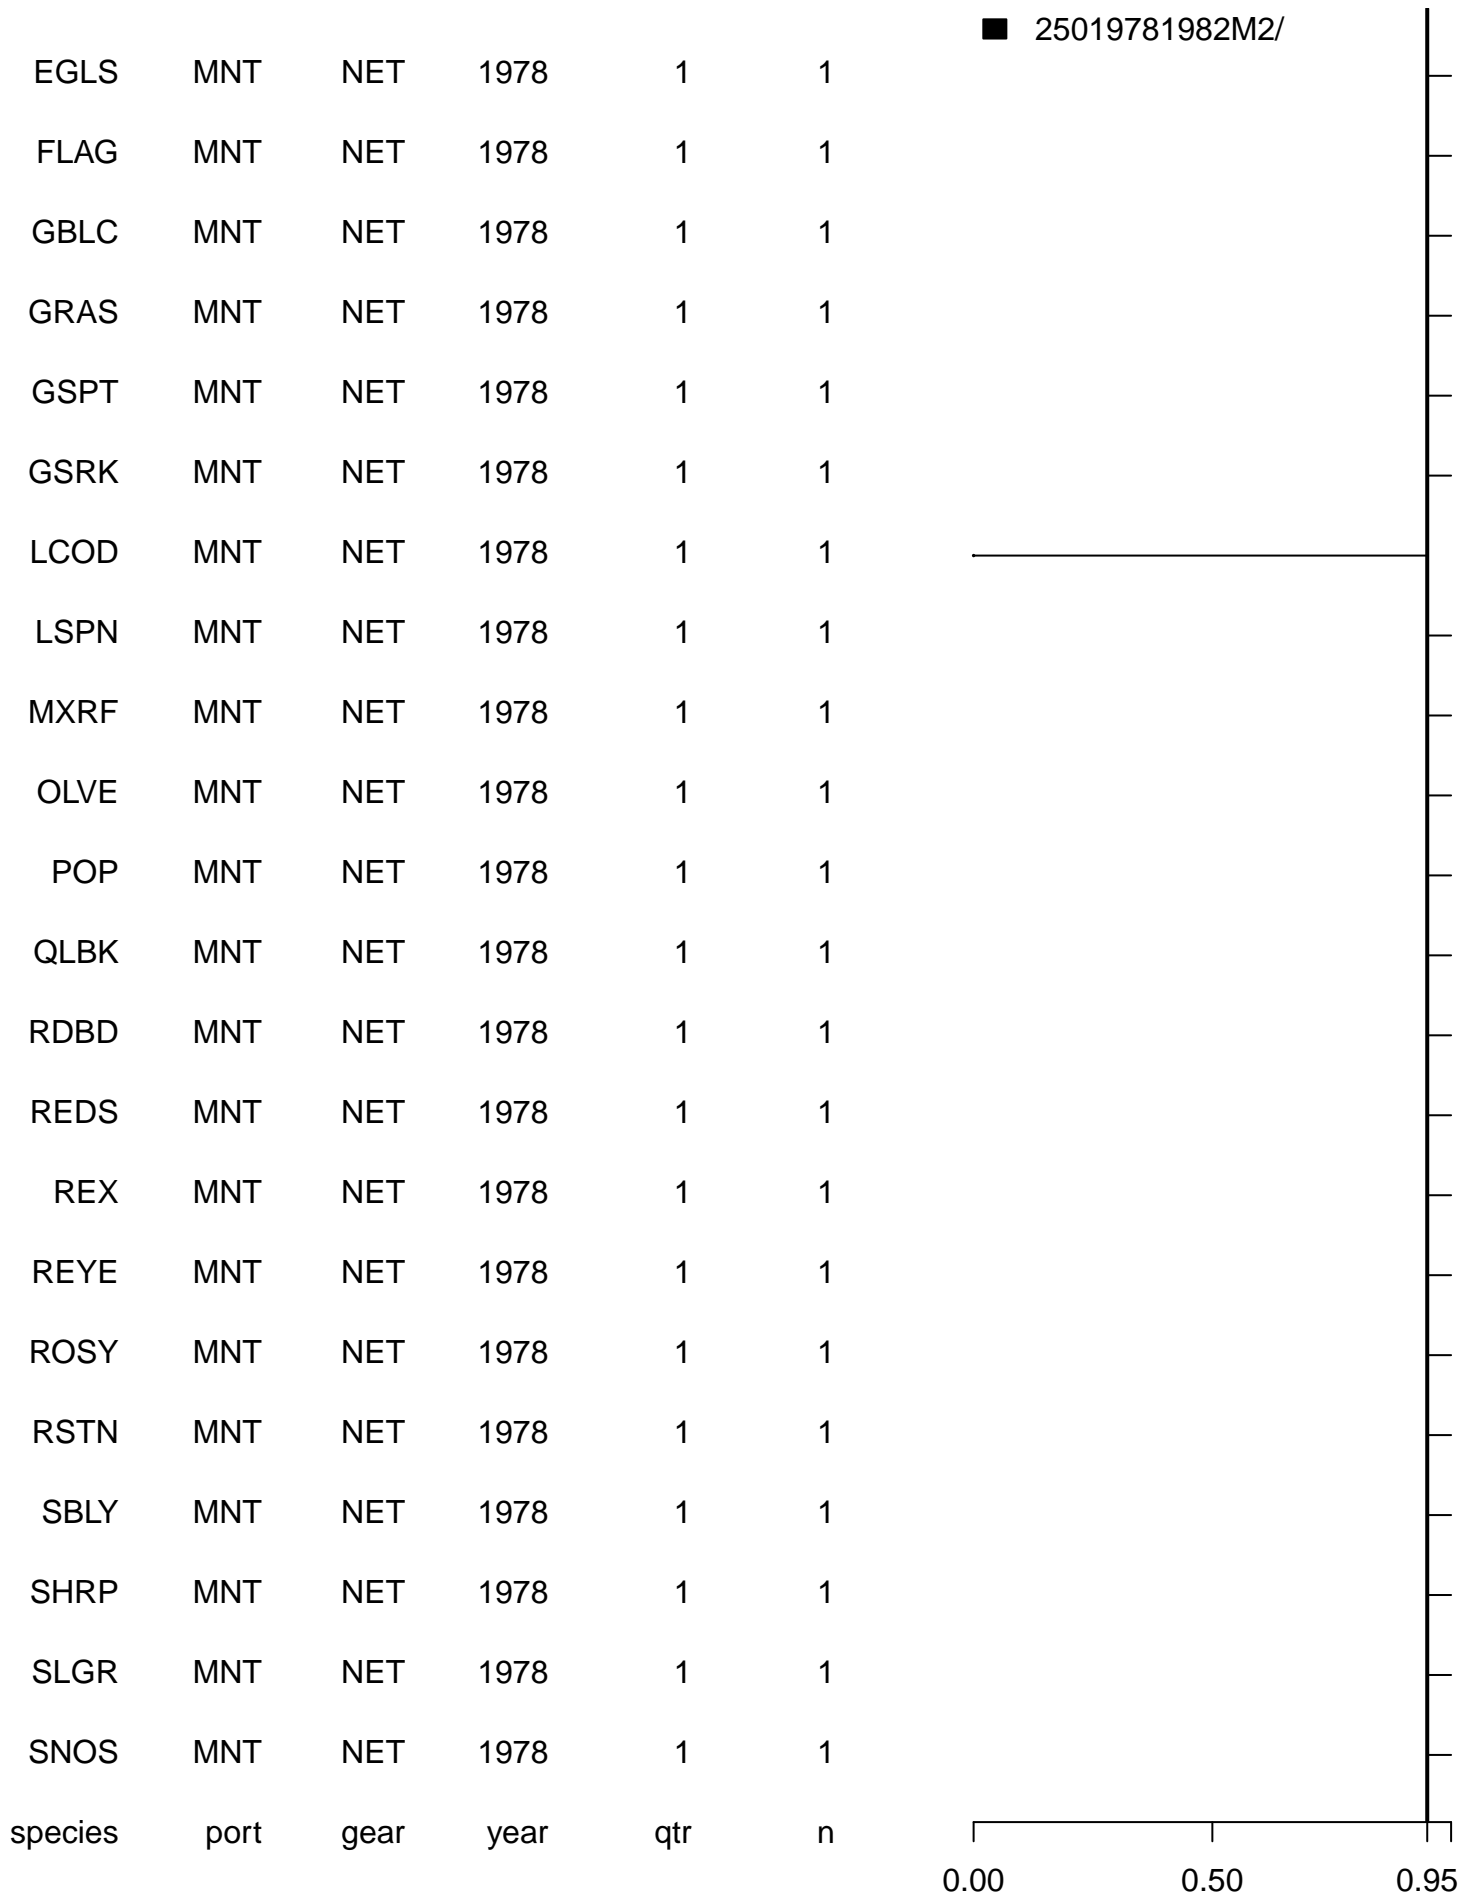 25019781982M2/
EGLS MNT NET 1978 1 1
FLAG MNT NET 1978 1 1
GBLC MNT NET 1978 1 1
GRAS MNT NET 1978 1 1
GSPT MNT NET 1978 1 1
GSRK MNT NET 1978 1 1
LCOD MNT NET 1978 1 1
LSPN MNT NET 1978 1 1
MXRF MNT NET 1978 1 1
OLVE MNT NET 1978 1 1
POP MNT NET 1978 1 1
QLBK MNT NET 1978 1 1
RDBD MNT NET 1978 1 1
REDS MNT NET 1978 1 1
REX MNT NET 1978 1 1
REYE MNT NET 1978 1 1
ROSY MNT NET 1978 1 1
RSTN MNT NET 1978 1 1
SBLY MNT NET 1978 1 1
SHRP MNT NET 1978 1 1
SLGR MNT NET 1978 1 1
SNOS MNT NET 1978 1 1
species port gear year qtr n
0.00 0.50 0.95